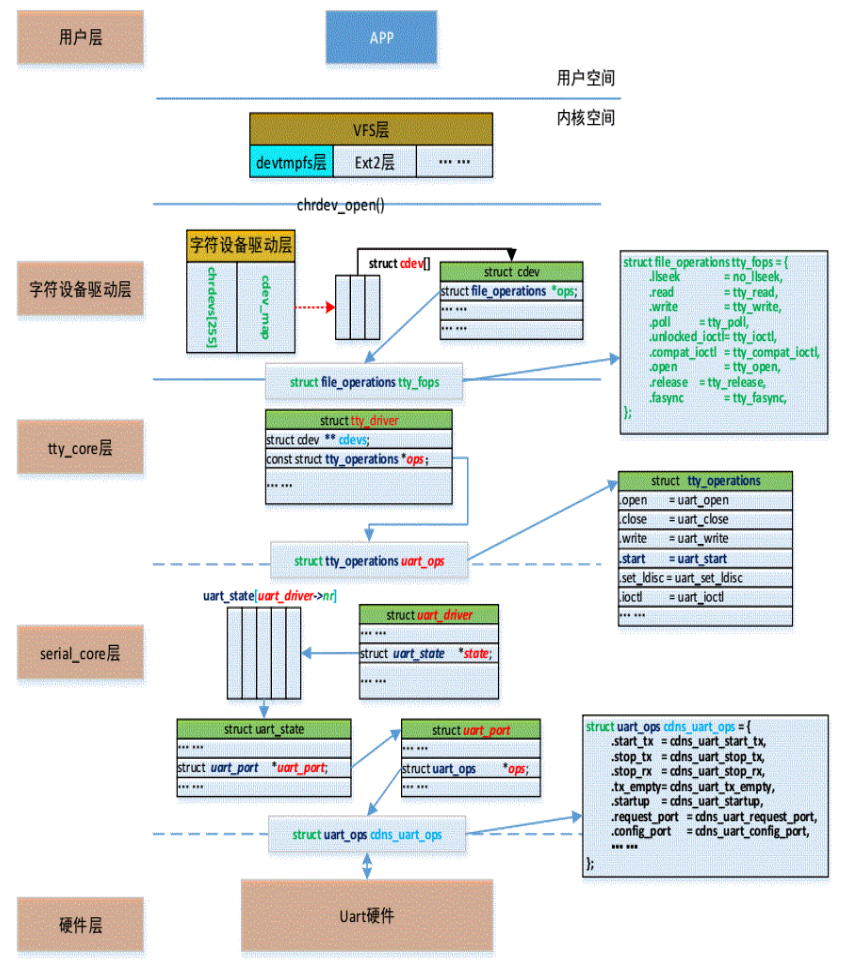 用户层
APP
用户空间
内核空间
VFS层
devtmpfs层
Ext2层
... ...
chrdev_open()
字符设备驱动层
字符设备驱动层
chrdevs[255]
cdev_map
struct cdev[]
struct cdev
struct file_operations *ops;
... ...
... ...
struct file_operations tty_fops = {
.llseek = no_llseek,
.read = tty_read,
.write = tty_write,
.poll = tty_poll,
.unlocked_ioctl= tty_ioctl,
.compat_ioctl = tty_compat_ioctl,
.open = tty_open,
.release = tty_release,
.fasync = tty_fasync,
};
struct file_operations tty_fops
tty_core层
struct tty_driver
struct cdev ** cdevs;
const struct tty_operations *ops ;
... ...
struct tty_operations
.open = uart_open
.close = uart_close
.write = uart_write
.start = uart_start
.set_ldisc = uart_set_ldisc
.ioctl = uart_ioctl
... ...
struct tty_operations uart_ops
serial_core层
uart_state[uart_driver->nr]
struct uart_driver
... ...
struct uart_state *state;
... ...
struct uart_state
... ...
struct uart_port *uart_port;
... ...
struct uart_port
... ...
struct uart_ops *ops;
... ...
struct uart_ops cdns_uart_ops = {
.start_tx = cdns_uart_start_tx,
.stop_tx = cdns_uart_stop_tx,
.stop_rx = cdns_uart_stop_rx,
.tx_empty= cdns_uart_tx_empty,
.startup = cdns_uart_startup,
.request_port = cdns_uart_request_port,
.config_port = cdns_uart_config_port,
... ...
};
struct uart_ops cdns_uart_ops
硬件层
Uart硬件